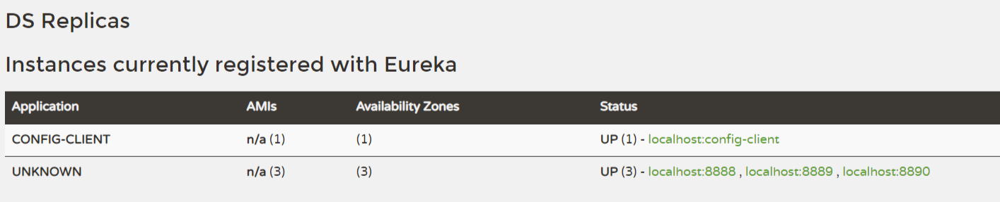 DS Replicas
Instances currently registered with Eureka
Application AMIs Availability Zones Status
CONFIG-CLIENT n/a (1) (1) UP (1) - localhost:config-client
UNKNOWN n/a (3) (3) UP (3) - localhost:8888 , localhost:8889 , localhost:8890